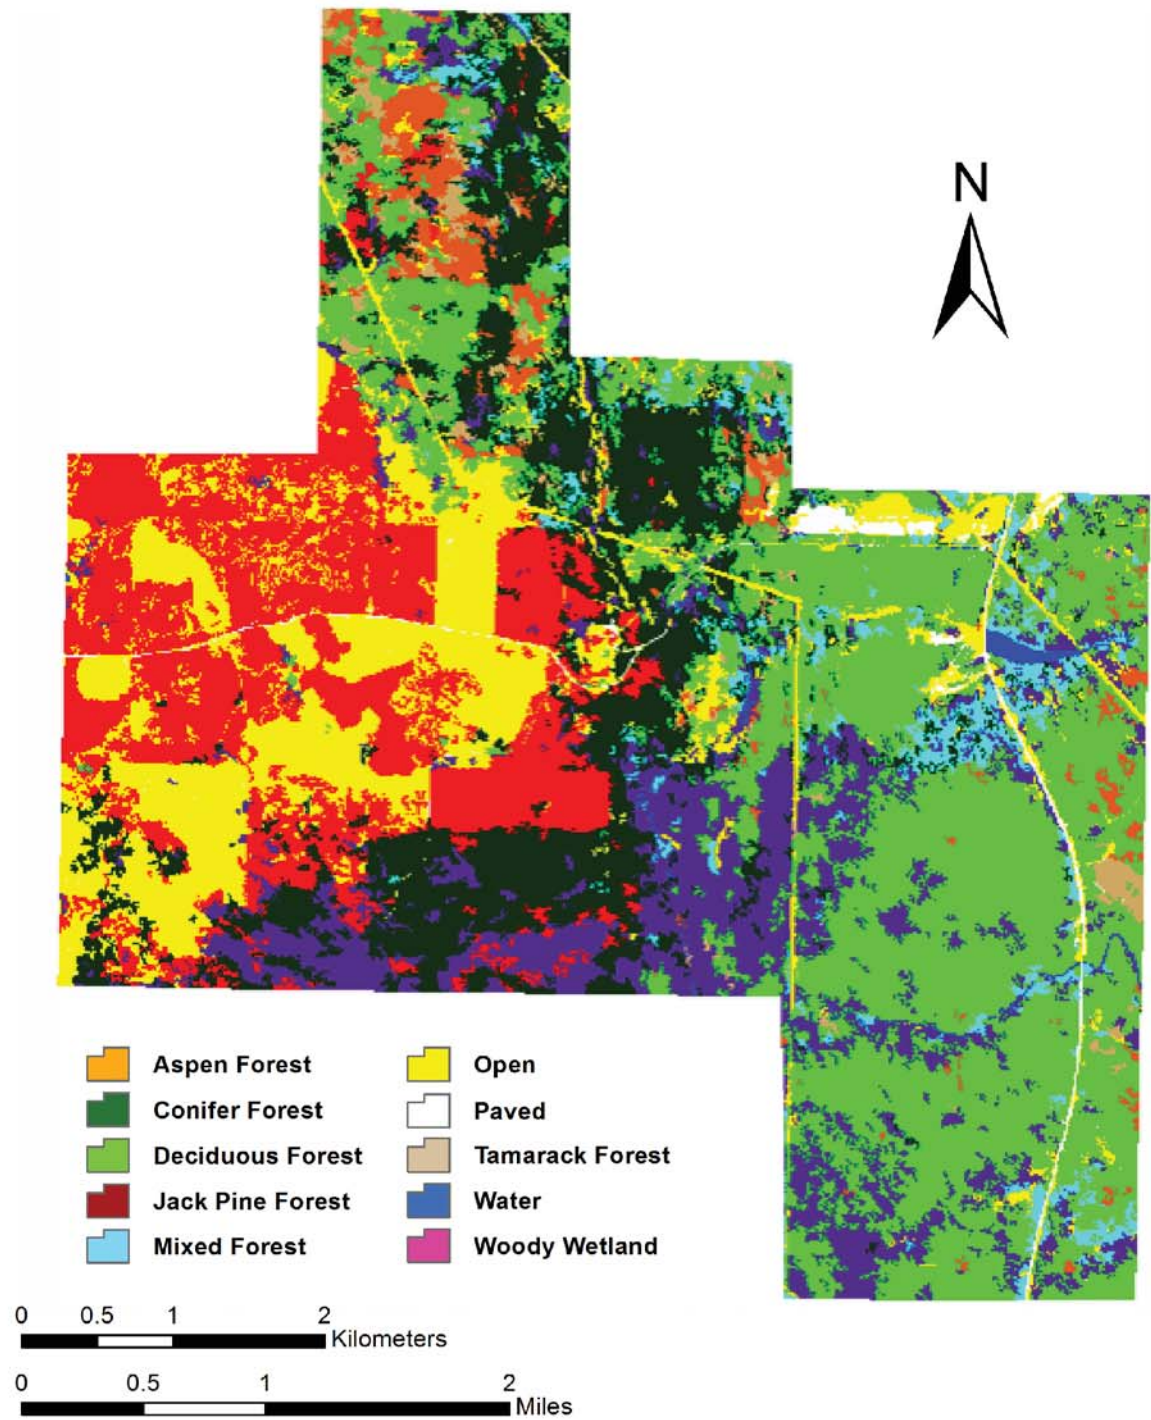 N
Aspen Forest
Conifer Forest
Deciduous Forest
Jack Pine Forest
Mixed Forest
Open
Paved
Tamarack Forest
Water
Woody Wetland
0 0.5 1 2
Kilometers
0 0.5 1 2
Miles